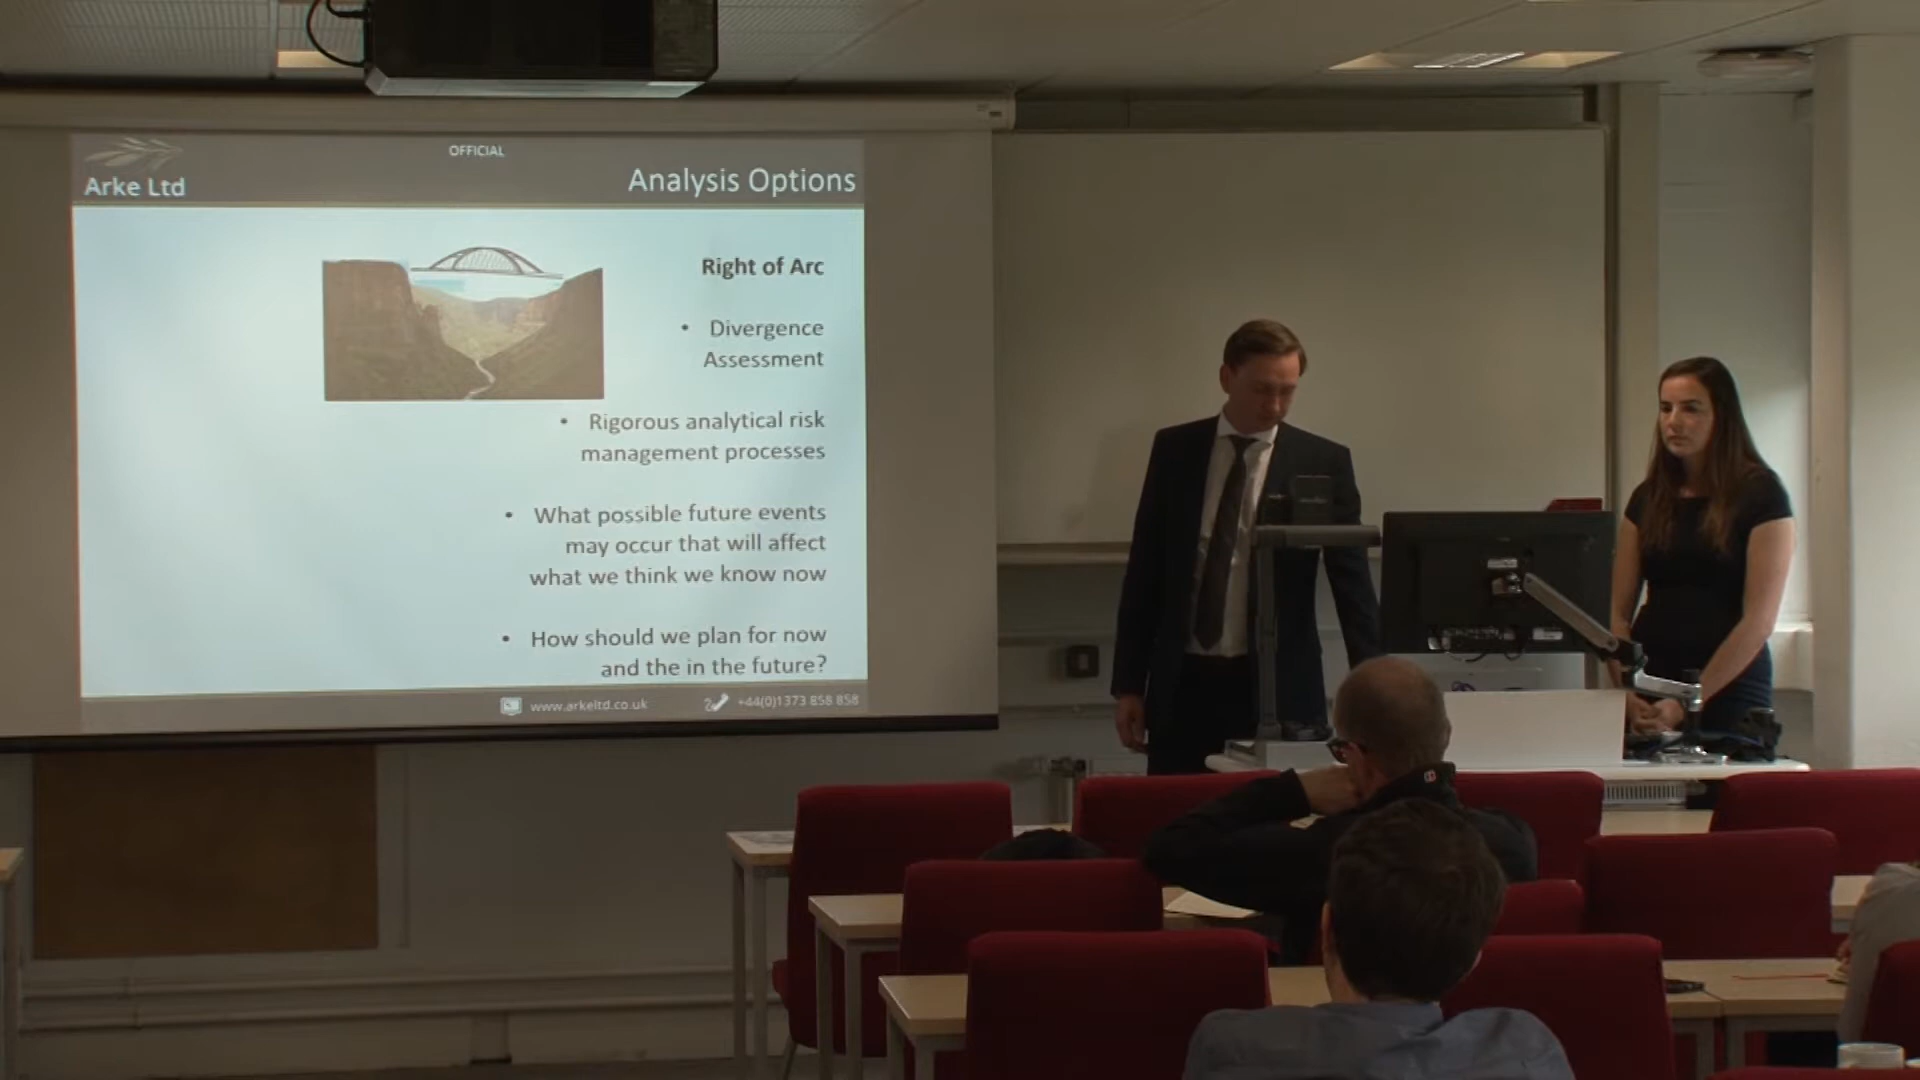 OFFICIAL
Arke Ltd
Analysis Options
Right of Arc
• Divergence
Assessment
• Rigorous analytical risk
management processes
• What possible future events
may occur that will affect
what we think we know now
• How should we plan for now
and the in the future?
www.arkeltd.co.uk
+44(0)1373 858 858